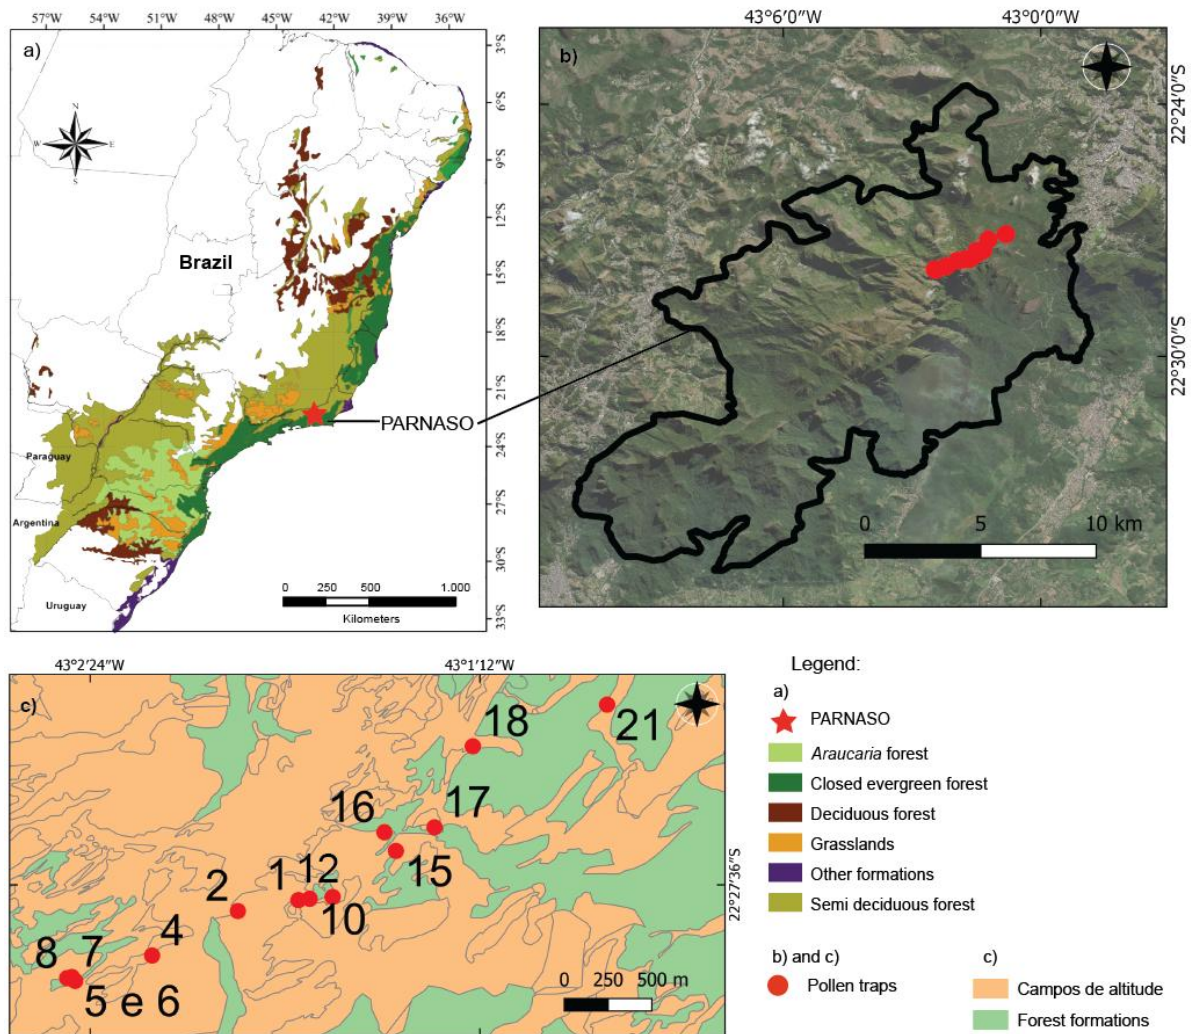 57°W 54°W 51°W 48°W 45°W 42°W 39°W 36°W
a)
3°S
6°S
9°S
12°S
15°S
18°S
21°S
24°S
27°S
30°S
33°S
N
W E
S
Brazil
Paraguay
Argentina
Uruguay
0 250 500 1.000
Kilometers
PARNASO
43°6'0"W 43°0'0"W
b)
22°24'0"S
22°30'0"S
0 5 10 km
43°2'24"W 43°1'12"W
c)
18
21
16
17
15
2
1
12
10
8
7
4
5 e 6
0 250 500 m
22°27'36"S
Legend:
a)
PARNASO
Araucaria forest
Closed evergreen forest
Deciduous forest
Grasslands
Other formations
Semi deciduous forest
b) and c)
Pollen traps
c)
Campos de altitude
Forest formations